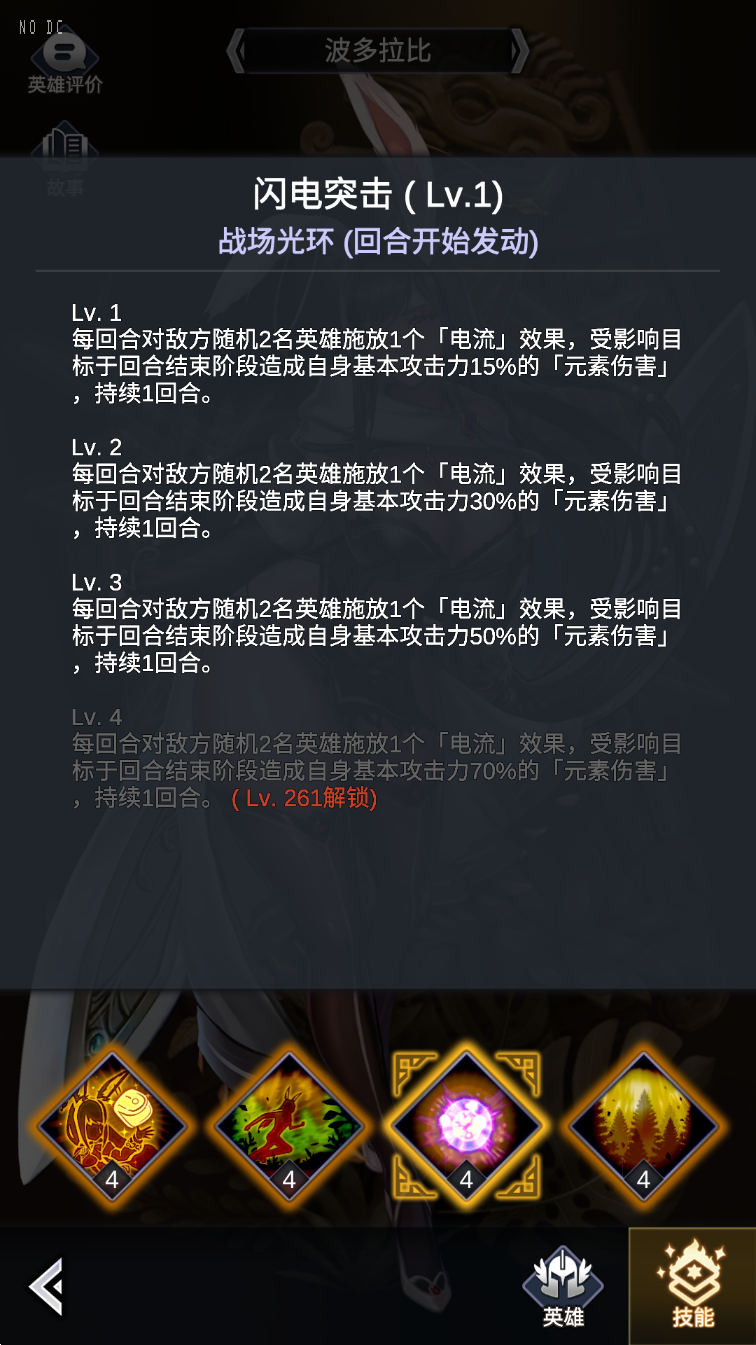 NO DC
波多拉比
英雄评价
故事
闪电突击 ( Lv.1)
战场光环 (回合开始发动)
Lv. 1
每回合对敌方随机2名英雄施放1个「电流」效果，受影响目
标于回合结束阶段造成自身基本攻击力15%的「元素伤害」
，持续1回合。
Lv. 2
每回合对敌方随机2名英雄施放1个「电流」效果，受影响目
标于回合结束阶段造成自身基本攻击力30%的「元素伤害」
，持续1回合。
Lv. 3
每回合对敌方随机2名英雄施放1个「电流」效果，受影响目
标于回合结束阶段造成自身基本攻击力50%的「元素伤害」
，持续1回合。
Lv. 4
每回合对敌方随机2名英雄施放1个「电流」效果，受影响目
标于回合结束阶段造成自身基本攻击力70%的「元素伤害」
，持续1回合。 ( Lv. 261解锁)
4
4
4
4
英雄
技能